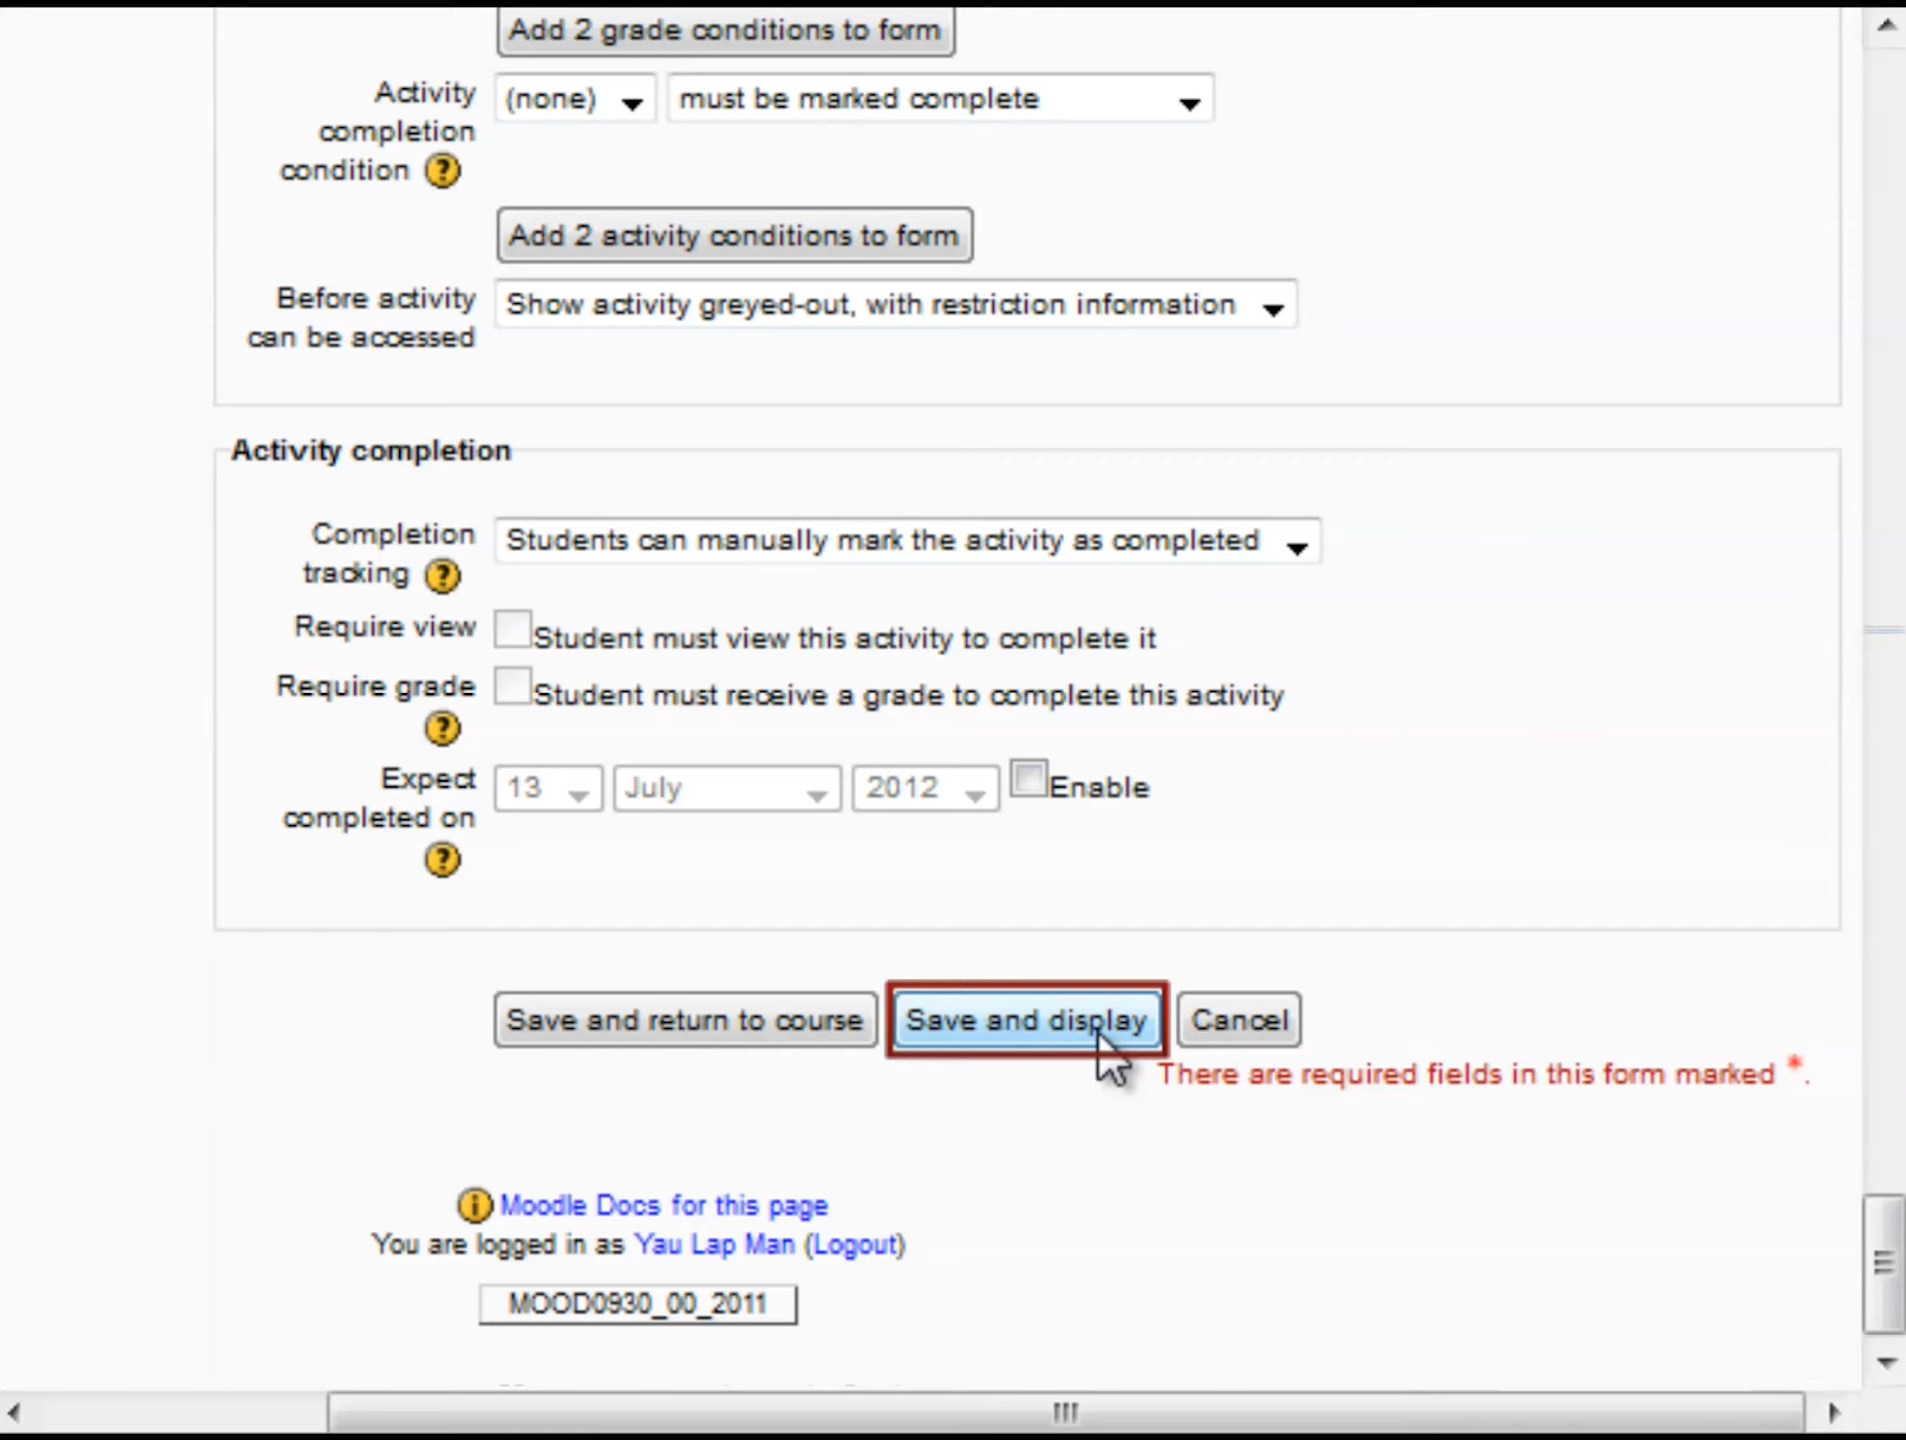 Add 2 grade conditions to form
Activity completion condition (none) must be marked complete
Add 2 activity conditions to form
Before activity can be accessed Show activity greyed-out, with restriction information
Activity completion
Completion tracking Students can manually mark the activity as completed
Require view Student must view this activity to complete it
Require grade Student must receive a grade to complete this activity
Expect completed on 13 July 2012 Enable
Save and return to course Save and display Cancel
There are required fields in this form marked *.
Moodle Docs for this page
You are logged in as Yau Lap Man (Logout)
MOOD0930_00_2011